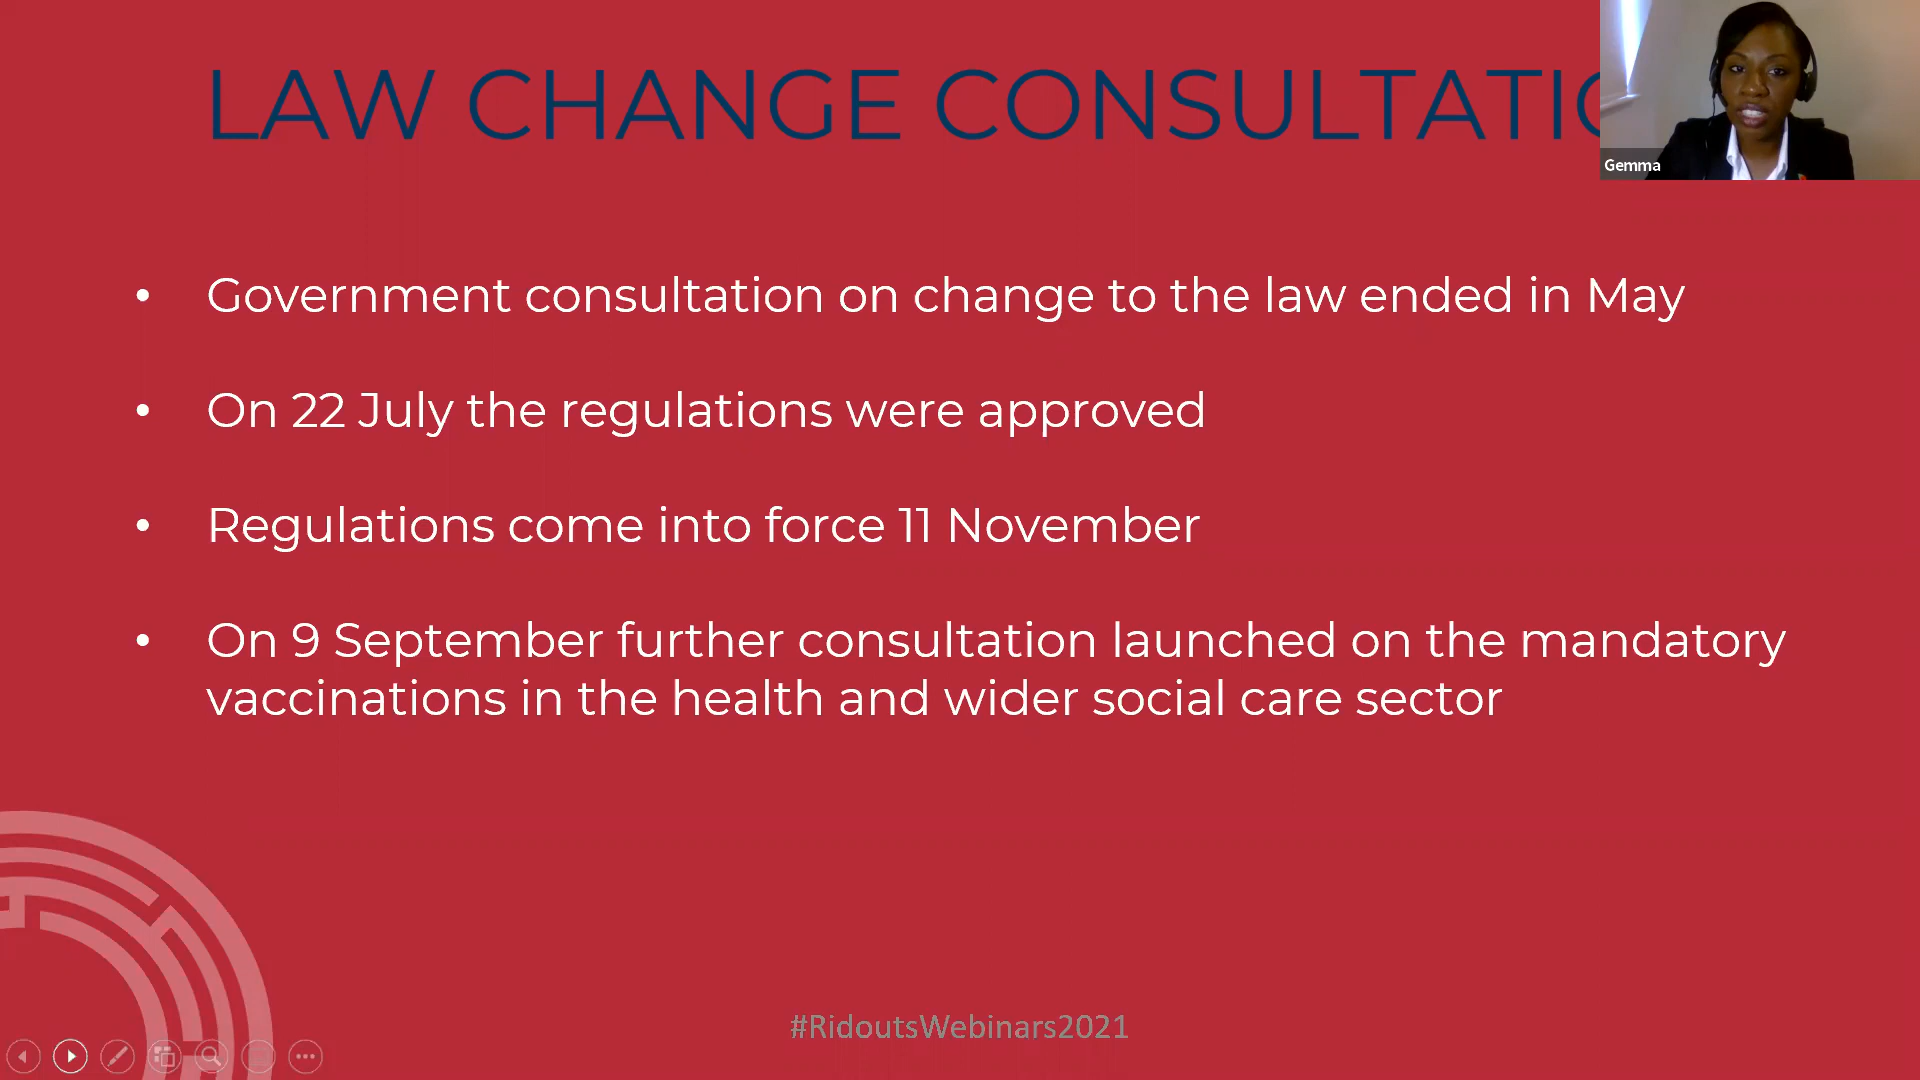 LAW CHANGE CONSULTATIO
Gemma
• Government consultation on change to the law ended in May
• On 22 July the regulations were approved
• Regulations come into force 11 November
• On 9 September further consultation launched on the mandatory
vaccinations in the health and wider social care sector
#RidoutsWebinars2021